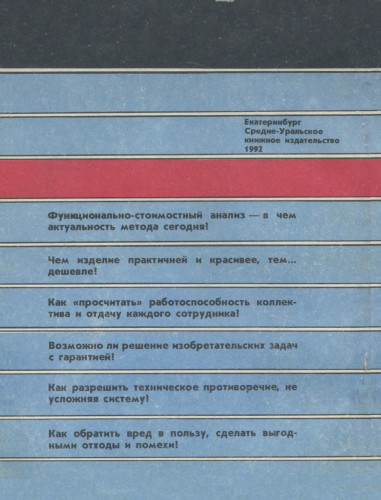 Екатеринбург
Средне-Уральское
книжное издательство
1992
Функционально-стоимостный анализ — в чем
актуальность метода сегодня!
Чем изделие практичней и красивее, тем...
дешевле!
Как «просчитать» работоспособность коллек-
тива и отдачу каждого сотрудника!
Возможно ли решение изобретательских задач
с гарантией!
Как разрешить техническое противоречие, не
усложняя систему!
Как обратить вред в пользу, сделать выгод-
ными отходы и помехи!